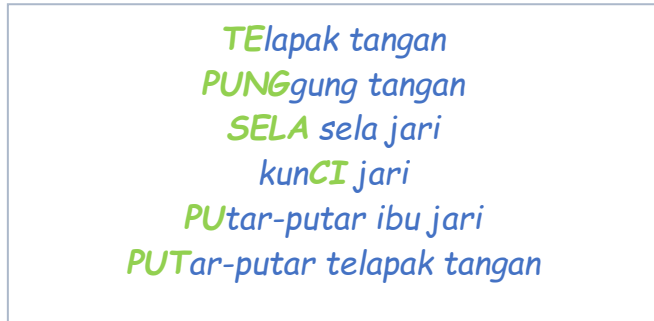 TElapak tangan
PUNGgung tangan
SELA sela jari
kunCI jari
PUtar-putar ibu jari
PUTar-putar telapak tangan